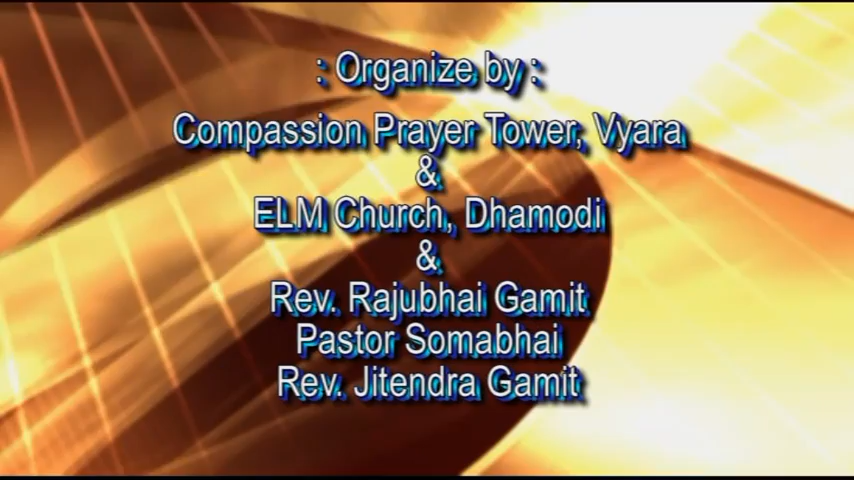 : Organize by :
Compassion Prayer Tower, Vyara
&
ELM Church, Dhamodi
&
Rev. Rajubhai Gamit
Pastor Somabhai
Rev. Jitendra Gamit